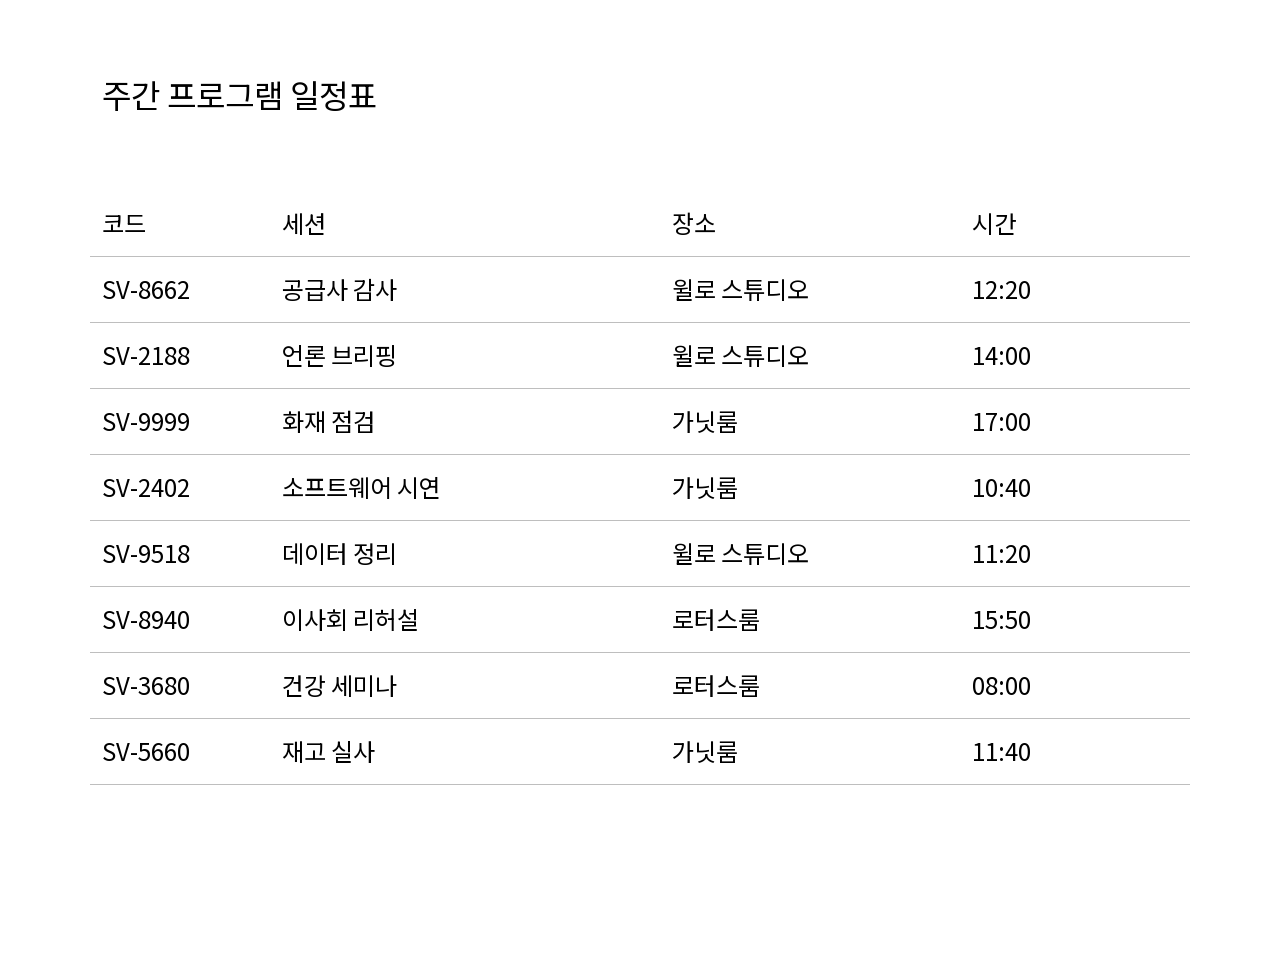 주간 프로그램 일정표
코드 세션 장소 시간
SV-8662 공급사 감사 윌로 스튜디오 12:20
SV-2188 언론 브리핑 윌로 스튜디오 14:00
SV-9999 화재 점검 가닛룸 17:00
SV-2402 소프트웨어 시연 가닛룸 10:40
SV-9518 데이터 정리 윌로 스튜디오 11:20
SV-8940 이사회 리허설 로터스룸 15:50
SV-3680 건강 세미나 로터스룸 08:00
SV-5660 재고 실사 가닛룸 11:40